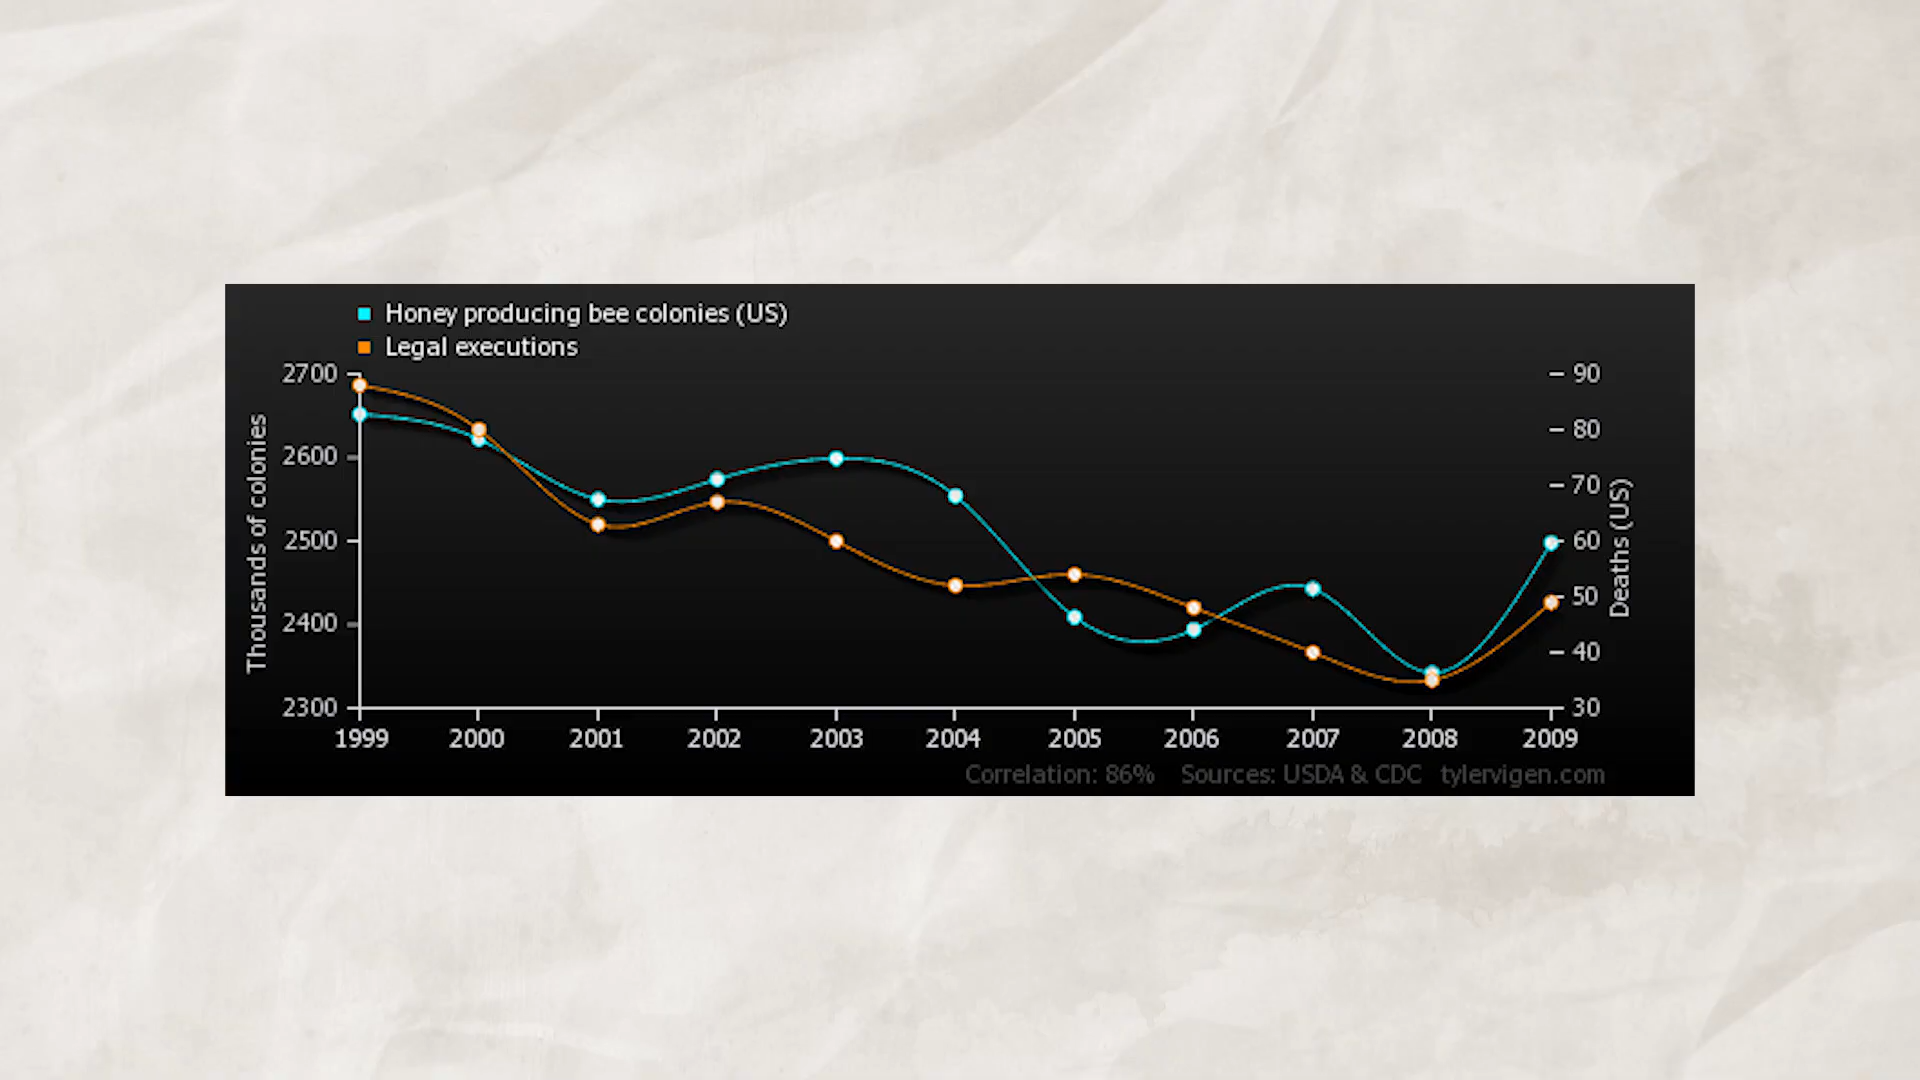 Honey producing bee colonies (US)
Legal executions
2700
2600
2500
2400
2300
Thousands of colonies
90
80
70
60
50
40
30
Deaths (US)
1999 2000 2001 2002 2003 2004 2005 2006 2007 2008 2009
Correlation: 86% Sources: USDA & CDC tylervigen.com